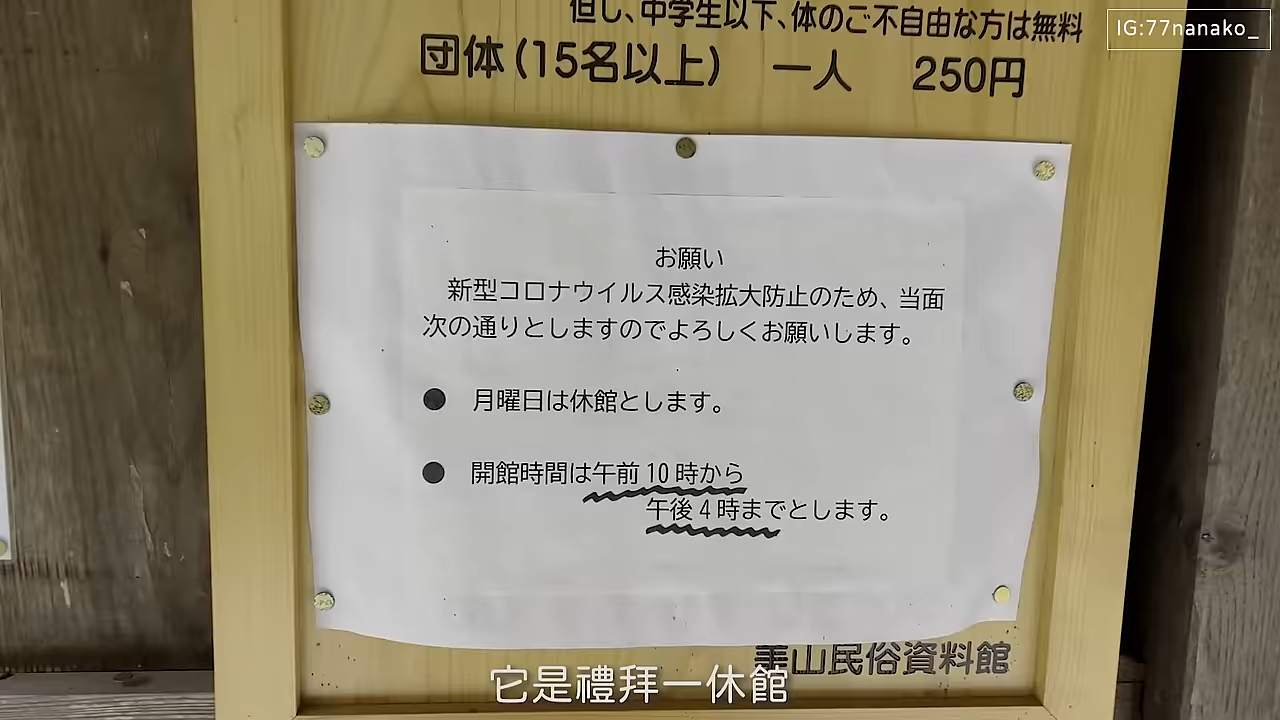 IG:77nanako_
但し、中学生以下、体のご不自由な方は無料
団体（15名以上） 一人 250円
お願い
新型コロナウイルス感染拡大防止のため、当面
次の通りとしますのでよろしくお願いします。
● 月曜日は休館とします。
● 開館時間は午前10時から
午後4時までとします。
美山民俗資料館
它是禮拜一休館